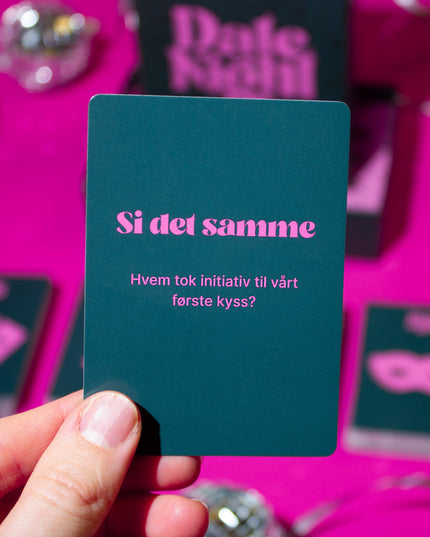 Date
Night
Si det samme
Hvem tok initiativ til vårt
første kyss?